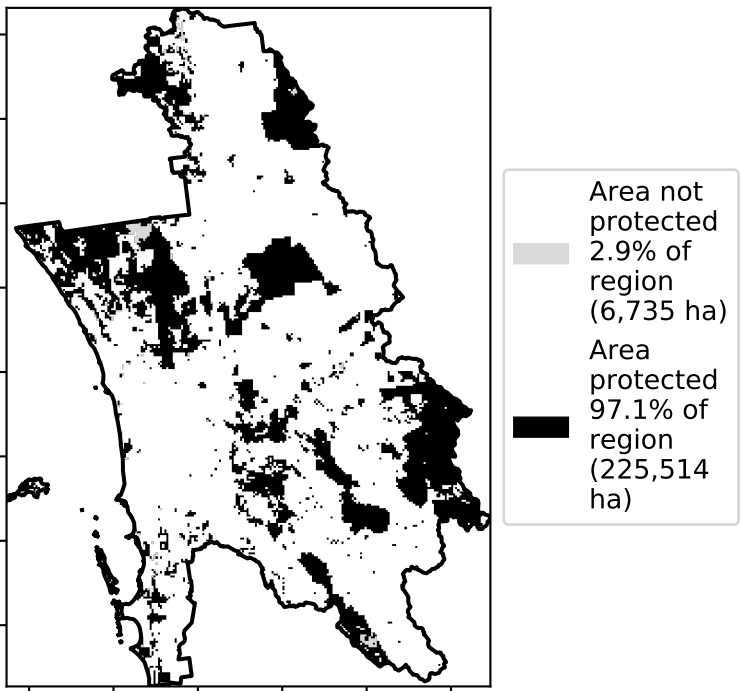 Area not
protected
2.9% of
region
(6,735 ha)
Area
protected
97.1% of
region
(225,514
ha)